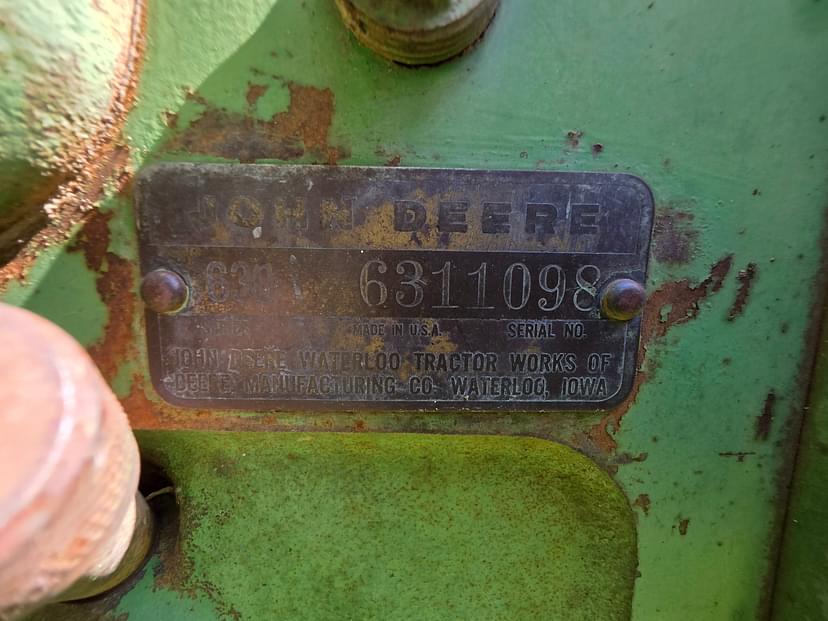 JOHN DEERE
630 6311098
SERIES MADE IN U.S.A. SERIAL NO.
JOHN DEERE WATERLOO TRACTOR WORKS OF
DEERE MANUFACTURING CO. WATERLOO, IOWA